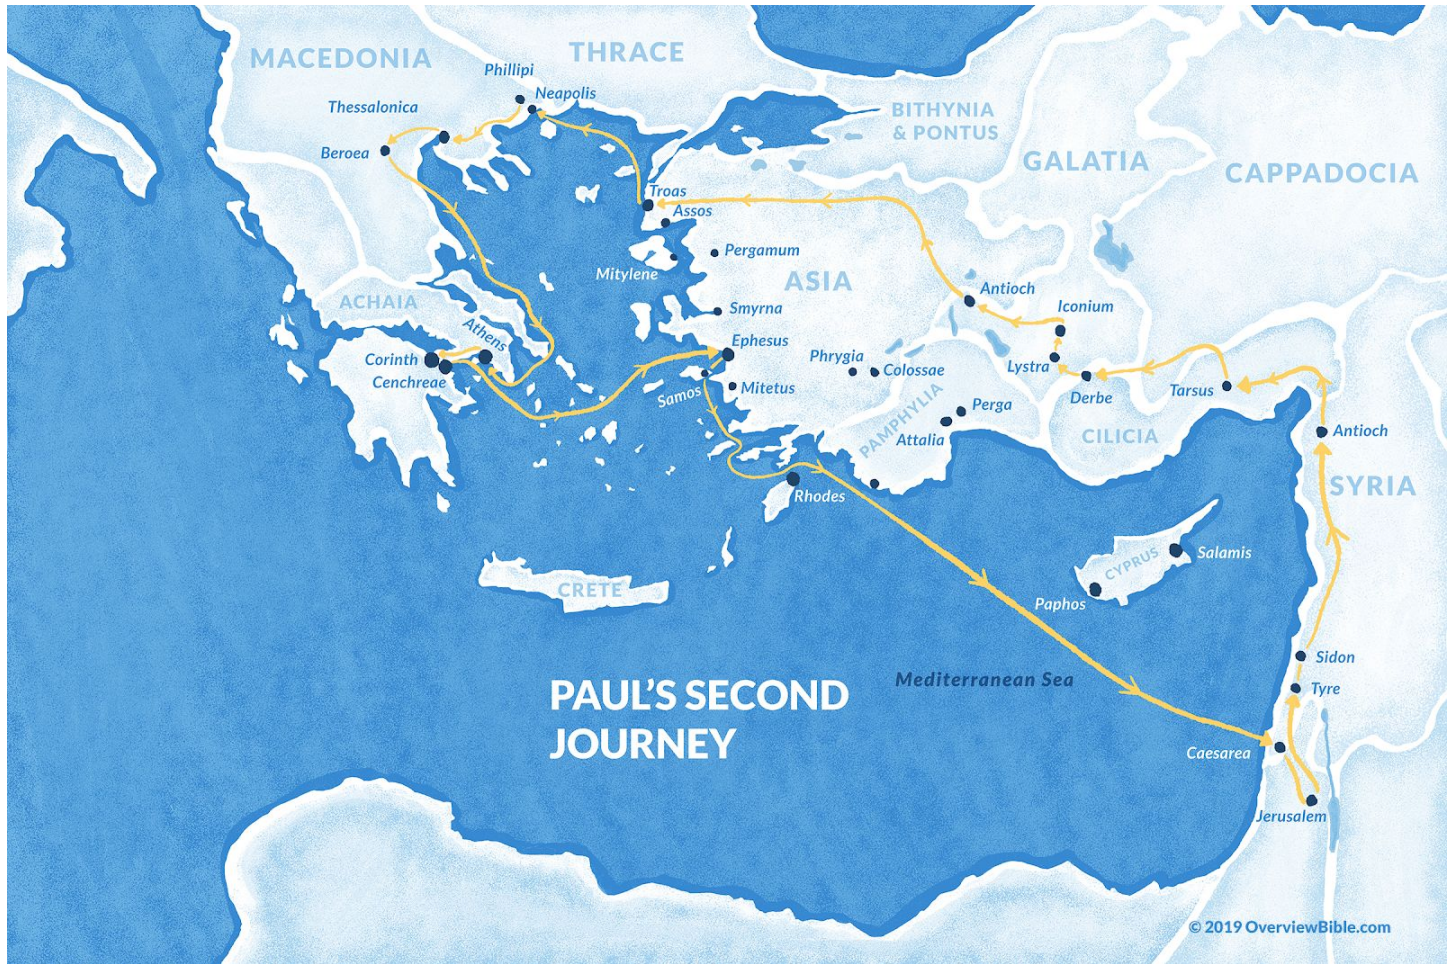 MACEDONIA
THRACE
Phillipi
Neapolis
Thessalonica
Beroea
BITHYNIA
& PONTUS
GALATIA
CAPPADOCIA
Troas
Assos
Pergamum
Mitylene
ASIA
ACHAIA
Athens
Smyrna
Ephesus
Antioch
Iconium
Corinth
Cenchreae
Phrygia
Colossae
Lystra
Derbe
Tarsus
Samos
Mitetus
PAMPHYLIA
Perga
Attalia
CILICIA
Antioch
SYRIA
Rhodes
CYPRUS
Salamis
Paphos
CRETE
Sidon
Mediterranean Sea
Tyre
PAUL’S SECOND
JOURNEY
Caesarea
Jerusalem
© 2019 OverviewBible.com